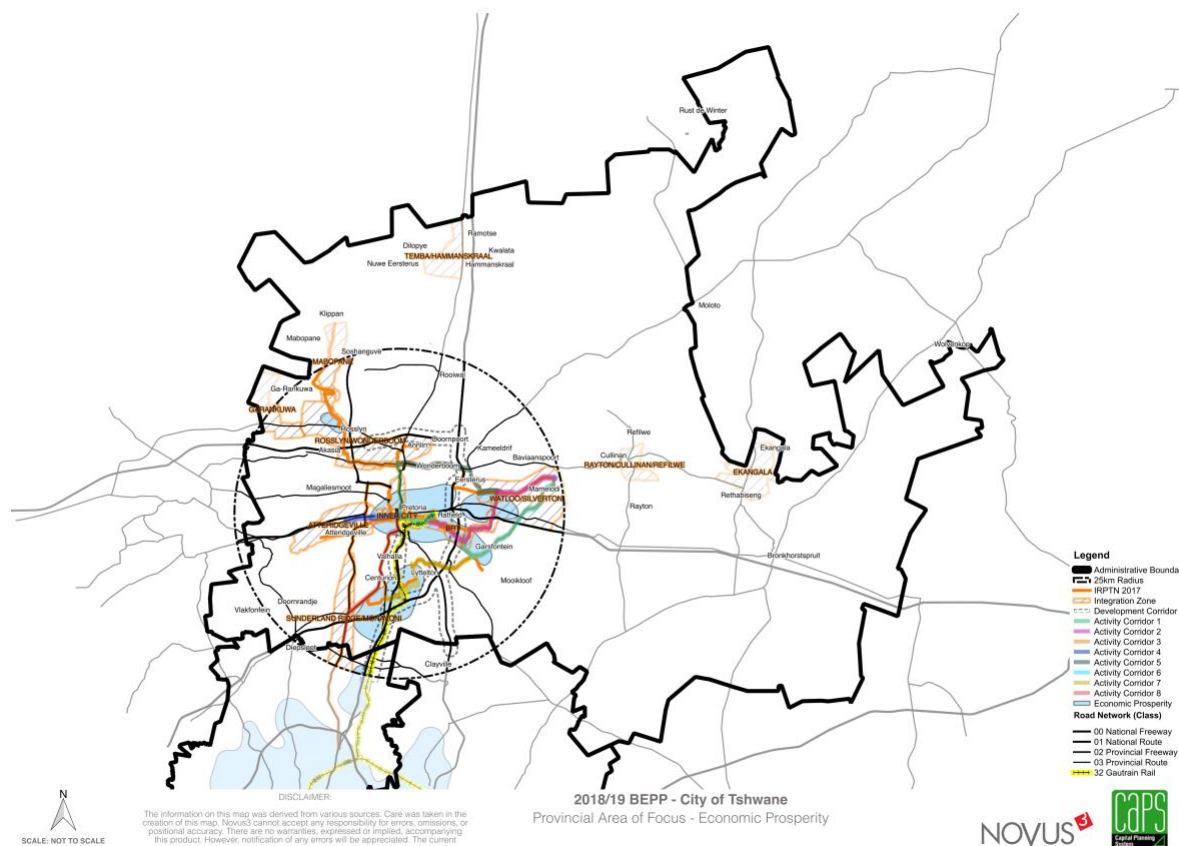 Rust de Winter
Ramotse
Dilopye
Kwalata
TEMBA/HAMMANSKRAAL
Nuwe Eersterus
Hammanskraal
Moloto
Klippan
Mabopane
Soshanguve
MABOPANE
Rooiwal
Ga-Rankuwa
GARANKUWA
Rosslyn
ROSSLYN/WONDERBOOM
Annlin
Boornpoort
Akasia
Kameeldrif
Wonderboom
Baviaanspoort
Refilwe
Cullinan
RAYTON/CULLINAN/REFILWE
Ekangala
EKANGALA
Rethabiseng
Rayton
Eersterus
Magaliesmoot
Mamelodi
WATLOO/SILVERTON
Pretoria
INNER CITY
Hatfield
ATTERIDGEVILLE
Atteridgeville
Garsfontein
Valhalla
Bronkhorstspruit
Centurion
Lyttelton
Mooikloof
Doornrandje
Vlakfontein
Diepsloot
Clayville
Legend
Administrative Bounda
25km Radius
IRPTN 2017
Integration Zone
Development Corridor
Activity Corridor 1
Activity Corridor 2
Activity Corridor 3
Activity Corridor 4
Activity Corridor 5
Activity Corridor 6
Activity Corridor 7
Activity Corridor 8
Economic Prosperity
Road Network (Class)
00 National Freeway
01 National Route
02 Provincial Freeway
03 Provincial Route
32 Gautrain Rail
N
SCALE: NOT TO SCALE
DISCLAIMER:
The information on this map was derived from various sources. Care was taken in the
creation of this map. Novus3 cannot accept any responsibility for errors, omissions, or
positional accuracy. There are no warranties, expressed or implied, accompanying
this product. However, notification of any errors will be appreciated. The current
2018/19 BEPP - City of Tshwane
Provincial Area of Focus - Economic Prosperity
NOVUS3
CAPS
Capital Planning
System